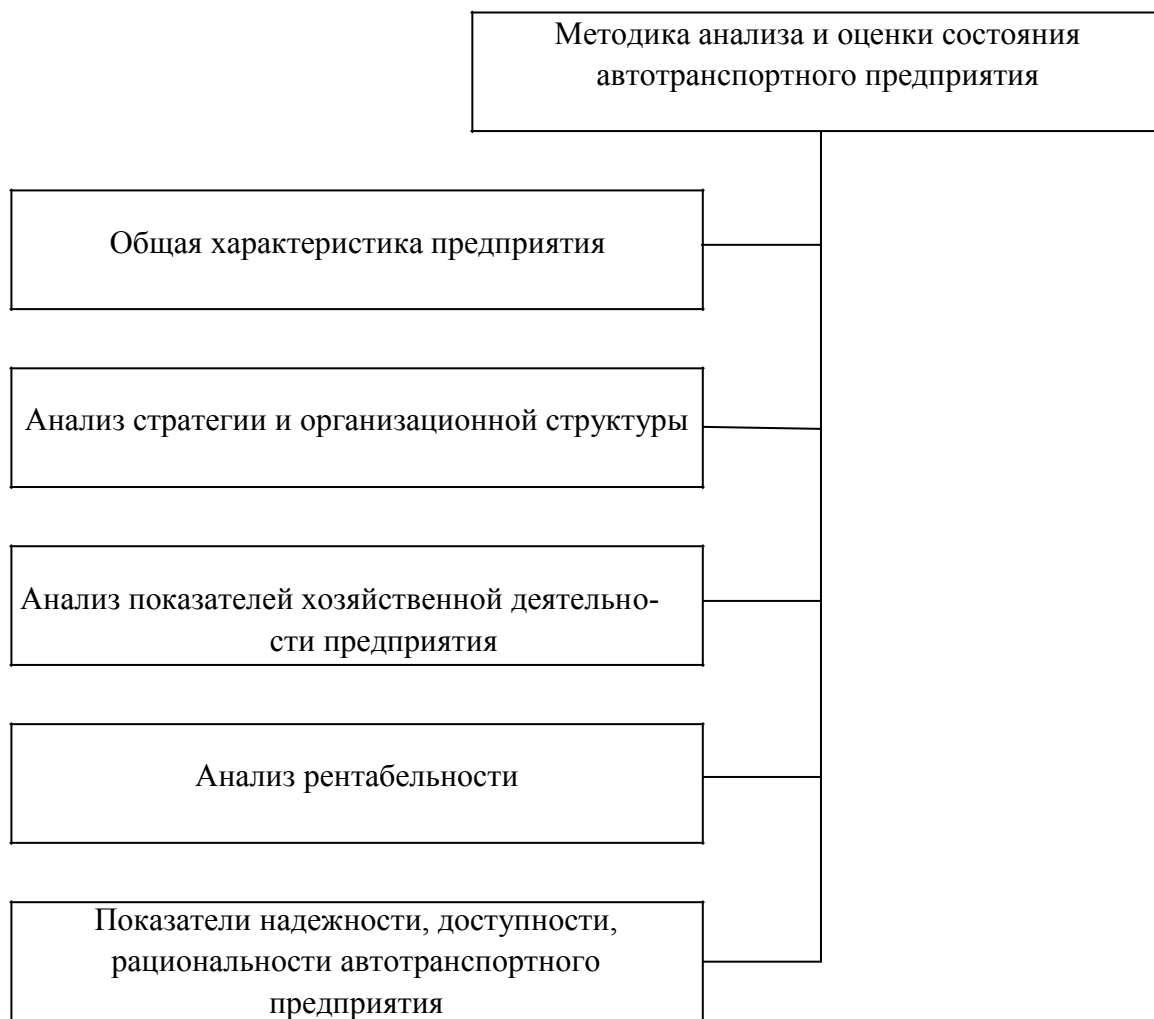 Методика анализа и оценки состояния
автотранспортного предприятия
Общая характеристика предприятия
Анализ стратегии и организационной структуры
Анализ показателей хозяйственной деятельно-
сти предприятия
Анализ рентабельности
Показатели надежности, доступности,
рациональности автотранспортного
предприятия